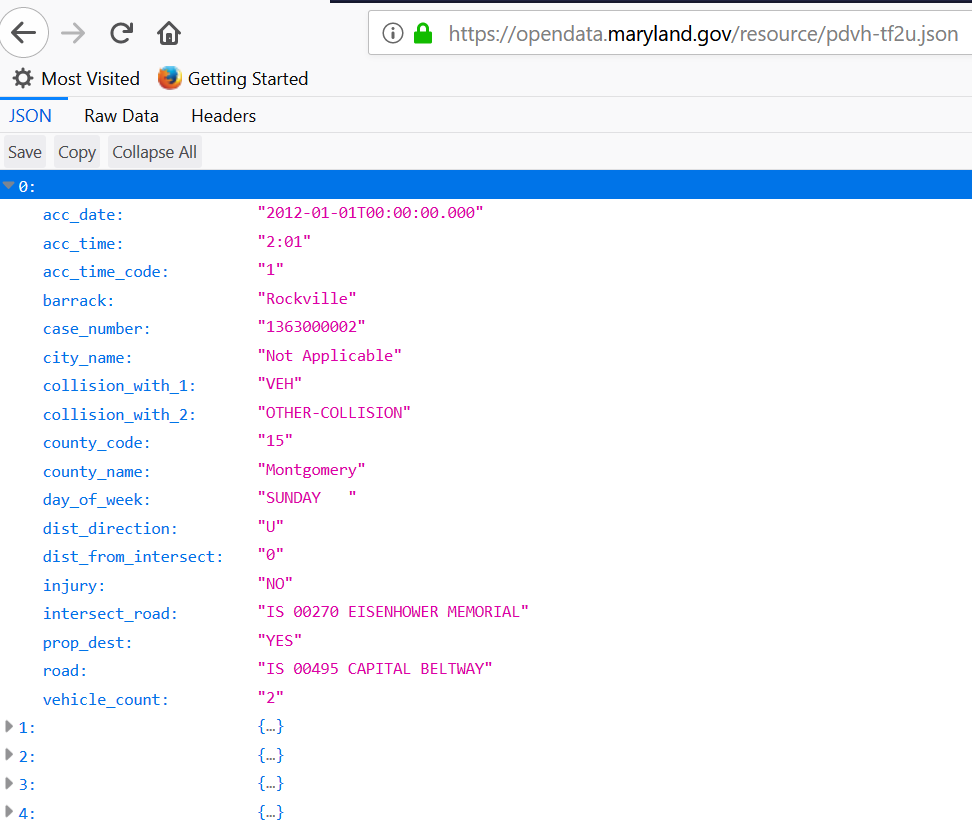 https://opendata.maryland.gov/resource/pdvh-tf2u.json
Most Visited Getting Started
JSON Raw Data Headers
Save Copy Collapse All
0:
acc_date: "2012-01-01T00:00:00.000"
acc_time: "2:01"
acc_time_code: "1"
barrack: "Rockville"
case_number: "1363000002"
city_name: "Not Applicable"
collision_with_1: "VEH"
collision_with_2: "OTHER-COLLISION"
county_code: "15"
county_name: "Montgomery"
day_of_week: "SUNDAY   "
dist_direction: "U"
dist_from_intersect: "0"
injury: "NO"
intersect_road: "IS 00270 EISENHOWER MEMORIAL"
prop_dest: "YES"
road: "IS 00495 CAPITAL BELTWAY"
vehicle_count: "2"
1: {…}
2: {…}
3: {…}
4: {…}